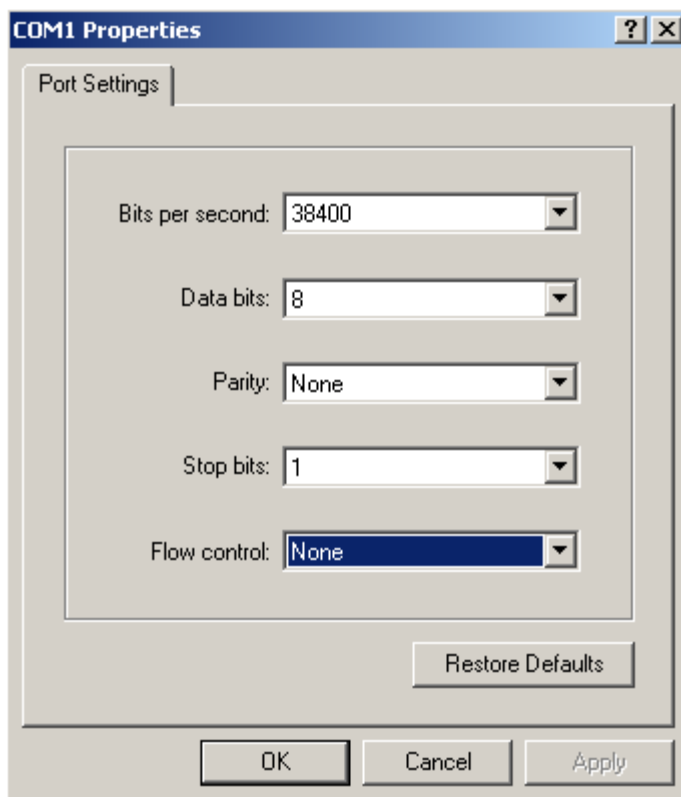 COM1 Properties
Port Settings
Bits per second: 38400
Data bits: 8
Parity: None
Stop bits: 1
Flow control: None
Restore Defaults
OK Cancel Apply